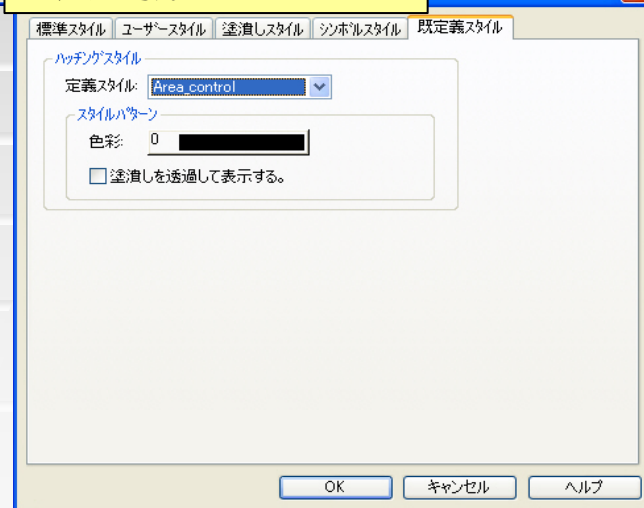 標準スタイル ユーザースタイル 塗潰しスタイル シンボルスタイル 既定義スタイル
ハッチングスタイル
定義スタイル: Area_control
スタイルパターン
色彩: 0
塗潰しを透過して表示する。
OK キャンセル ヘルプ